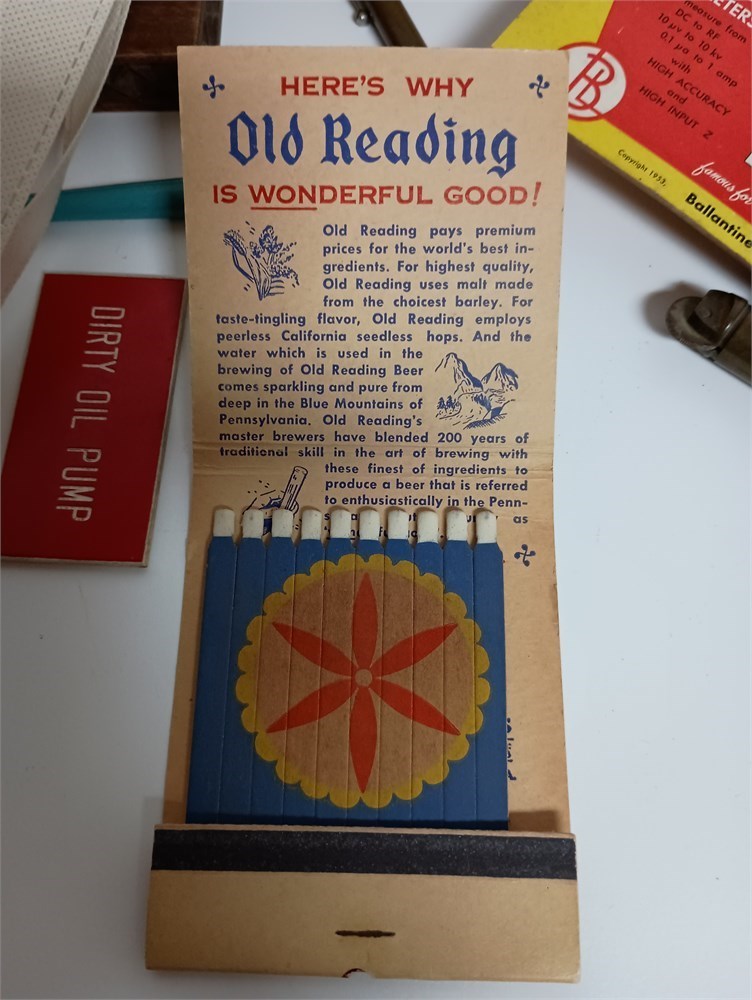 HERE'S WHY
Old Reading
IS WONDERFUL GOOD!
Old Reading pays premium
prices for the world's best in-
gredients. For highest quality,
Old Reading uses malt made
from the choicest barley. For
taste-tingling flavor, Old Reading employs
peerless California seedless hops. And the
water which is used in the
brewing of Old Reading Beer
comes sparkling and pure from
deep in the Blue Mountains of
Pennsylvania. Old Reading's
master brewers have blended 200 years of
traditional skill in the art of brewing with
these finest of ingredients to
produce a beer that is referred
to enthusiastically in the Penn-
as
DIRTY OIL PUMP
METERS
measure from
DC to RF
10 μv to 10 kv
0.1 μa to 1 amp
with
HIGH ACCURACY
and
HIGH INPUT Z
Copyright 1953,
famous for
Ballantine